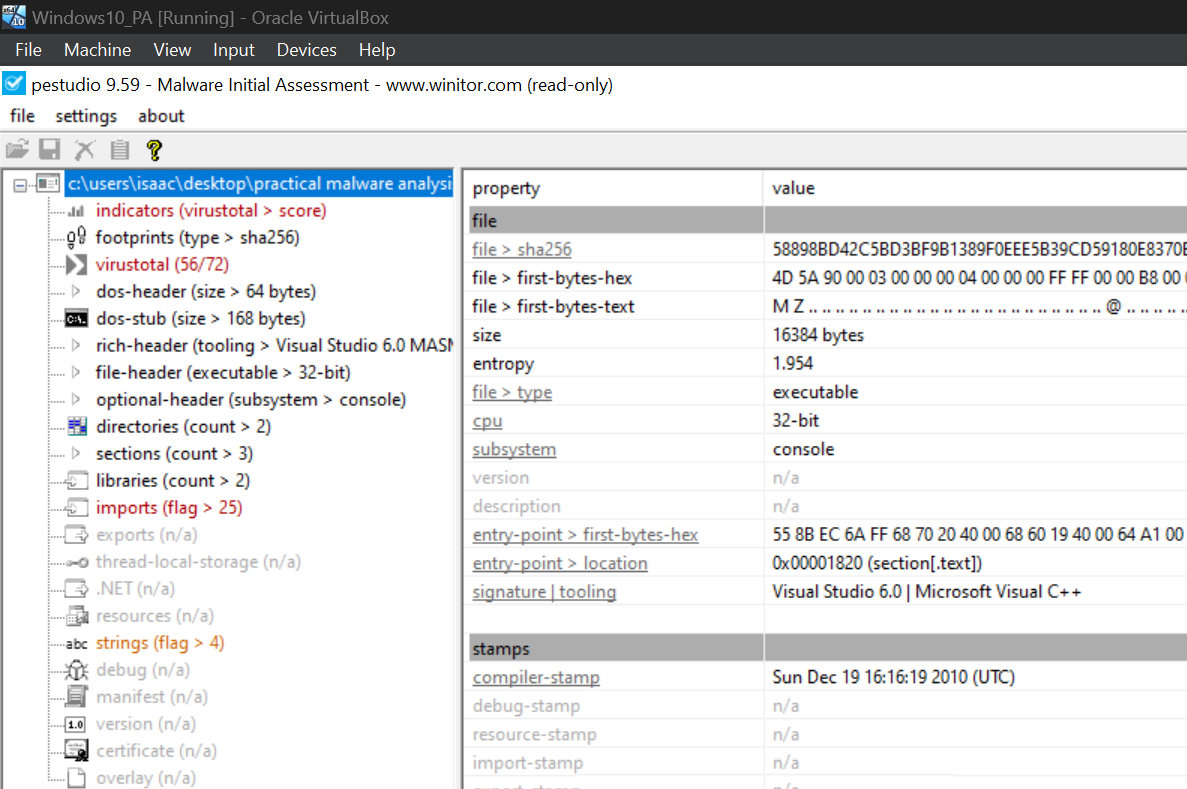 Windows10_PA [Running] - Oracle VirtualBox
File Machine View Input Devices Help
pestudio 9.59 - Malware Initial Assessment - www.winitor.com (read-only)
file settings about
c:\users\isaac\desktop\practical malware analysi
indicators (virustotal > score)
footprints (type > sha256)
virustotal (56/72)
dos-header (size > 64 bytes)
dos-stub (size > 168 bytes)
rich-header (tooling > Visual Studio 6.0 MASM
file-header (executable > 32-bit)
optional-header (subsystem > console)
directories (count > 2)
sections (count > 3)
libraries (count > 2)
imports (flag > 25)
exports (n/a)
thread-local-storage (n/a)
.NET (n/a)
resources (n/a)
abc strings (flag > 4)
debug (n/a)
manifest (n/a)
1.0 version (n/a)
certificate (n/a)
overlay (n/a)
property value
file
file > sha256 58898BD42C5BD3BF9B1389F0EEE5B39CD59180E8370E
file > first-bytes-hex 4D 5A 90 00 03 00 00 00 04 00 00 00 FF FF 00 00 B8 00
file > first-bytes-text M Z .. .. .. .. .. .. .. .. .. .. .. .. .. .. .. .. .. .. .. .. .. .. @ .. .. .. ..
size 16384 bytes
entropy 1.954
file > type executable
cpu 32-bit
subsystem console
version n/a
description n/a
entry-point > first-bytes-hex 55 8B EC 6A FF 68 70 20 40 00 68 60 19 40 00 64 A1 00
entry-point > location 0x00001820 (section[.text])
signature | tooling Visual Studio 6.0 | Microsoft Visual C++
stamps
compiler-stamp Sun Dec 19 16:16:19 2010 (UTC)
debug-stamp n/a
resource-stamp n/a
import-stamp n/a